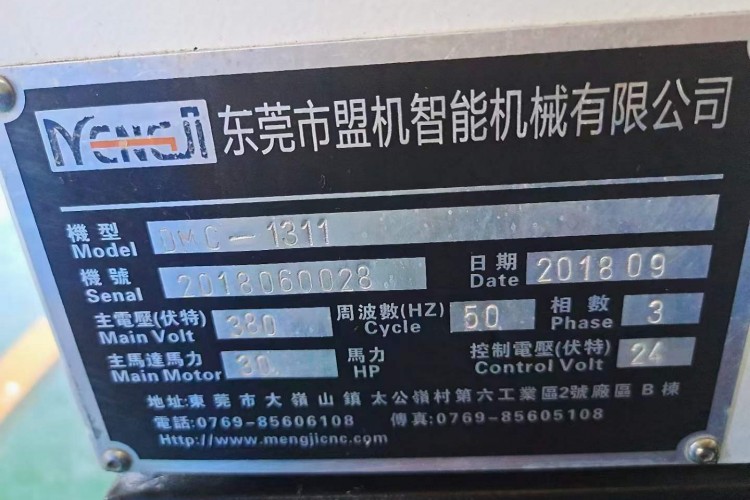 MENGJI 东莞市盟机智能机械有限公司
機型 Model DMC-1311
機號 Serial 2018060028 日期 Date 2018 09
主電壓(伏特) Main Volt 380 周波數(HZ) Cycle 50 相數 Phase 3
主馬達馬力 Main Motor 30 馬力 HP 控制電壓(伏特) Control Volt 24
地址:東莞市大嶺山鎮太公嶺村第六工業區2號廠區B棟
電話:0769-85606108 傳真:0769-85605108
Http://www.mengjicnc.com